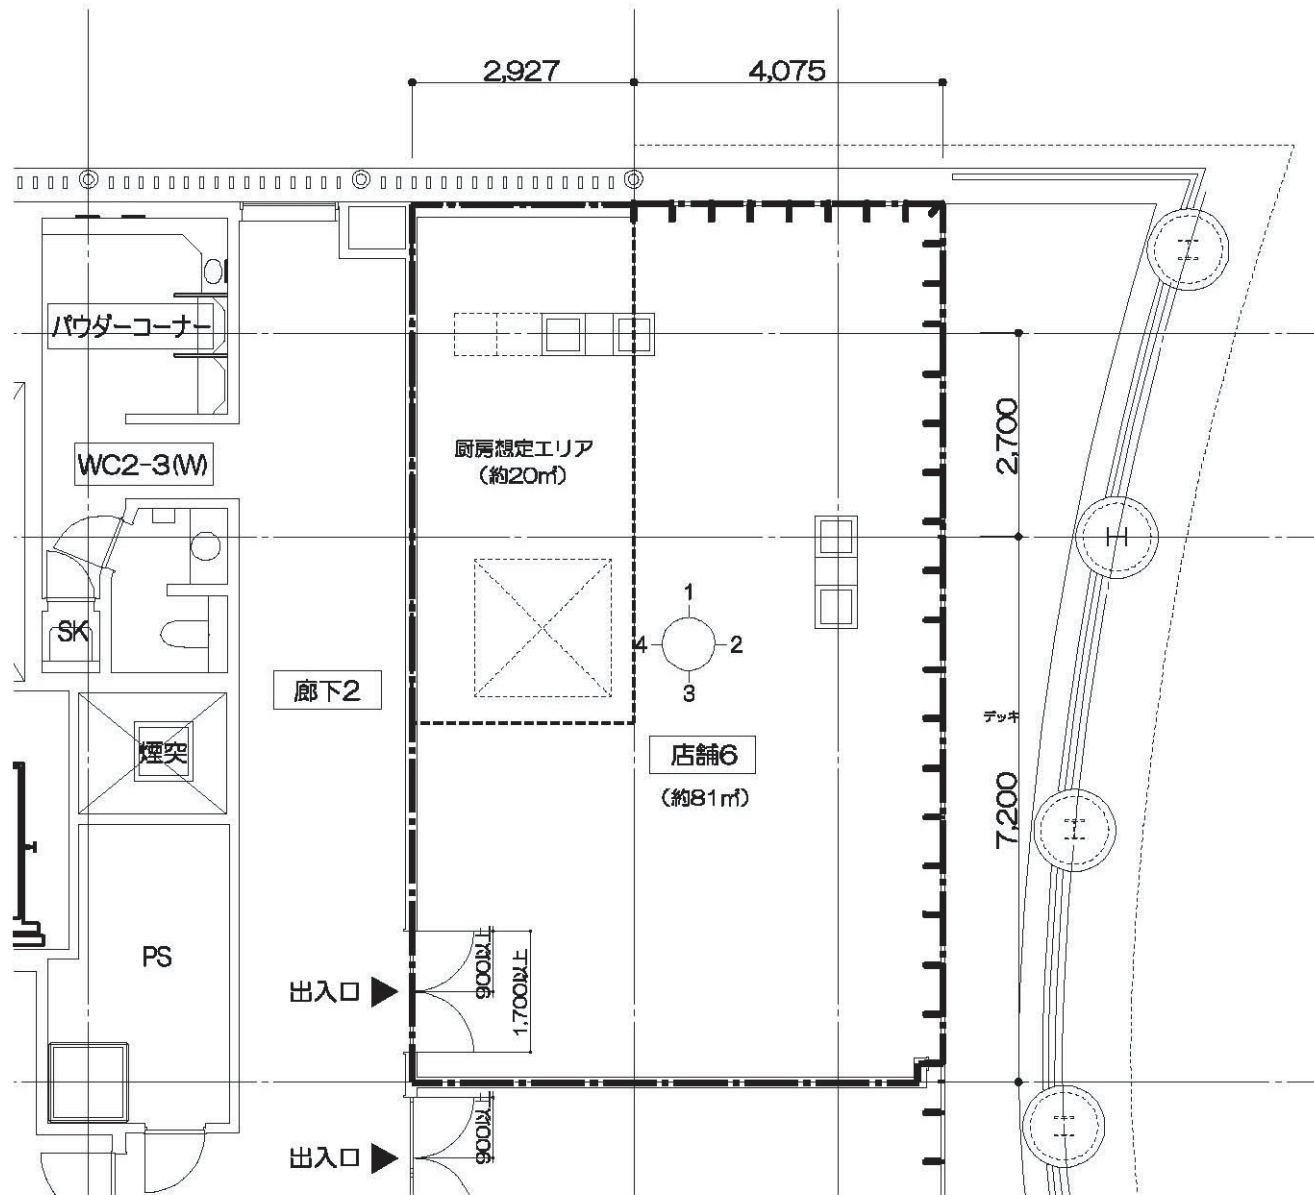 2,927
4,075
パウダーコーナー
2,700
厨房想定エリア
(約20㎡)
WC2-3(W)
1
SK
4
2
廊下2
3
デッキ
煙突
店舗6
(約81㎡)
7,200
900以上
1,700以上
PS
出入口
900以上
出入口